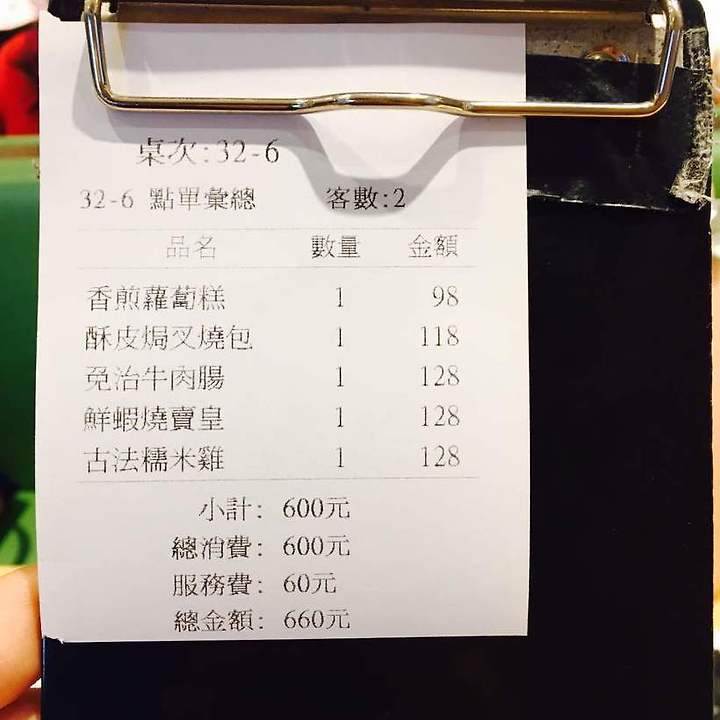 桌次:32-6
32-6 點單彙總 客數:2
品名 數量 金額
香煎蘿蔔糕 1 98
酥皮焗叉燒包 1 118
免治牛肉腸 1 128
鮮蝦燒賣皇 1 128
古法糯米雞 1 128
小計: 600元
總消費: 600元
服務費: 60元
總金額: 660元